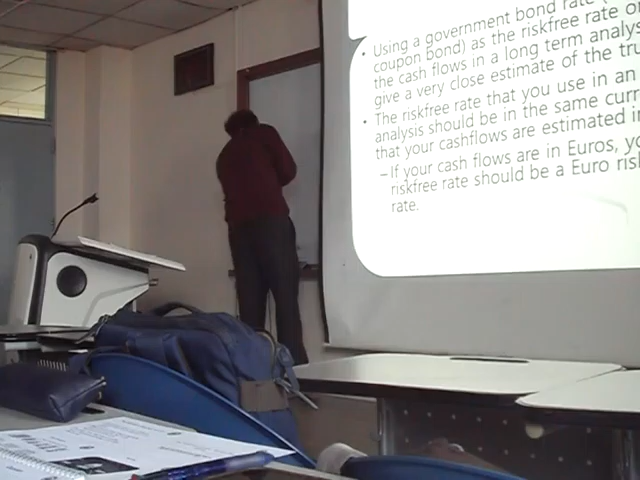 • Using a government bond rate
coupon bond) as the riskfree rate on
the cash flows in a long term analys
give a very close estimate of the tru
• The riskfree rate that you use in an
analysis should be in the same curr
that your cashflows are estimated i
– If your cash flows are in Euros, yo
riskfree rate should be a Euro ris
rate.